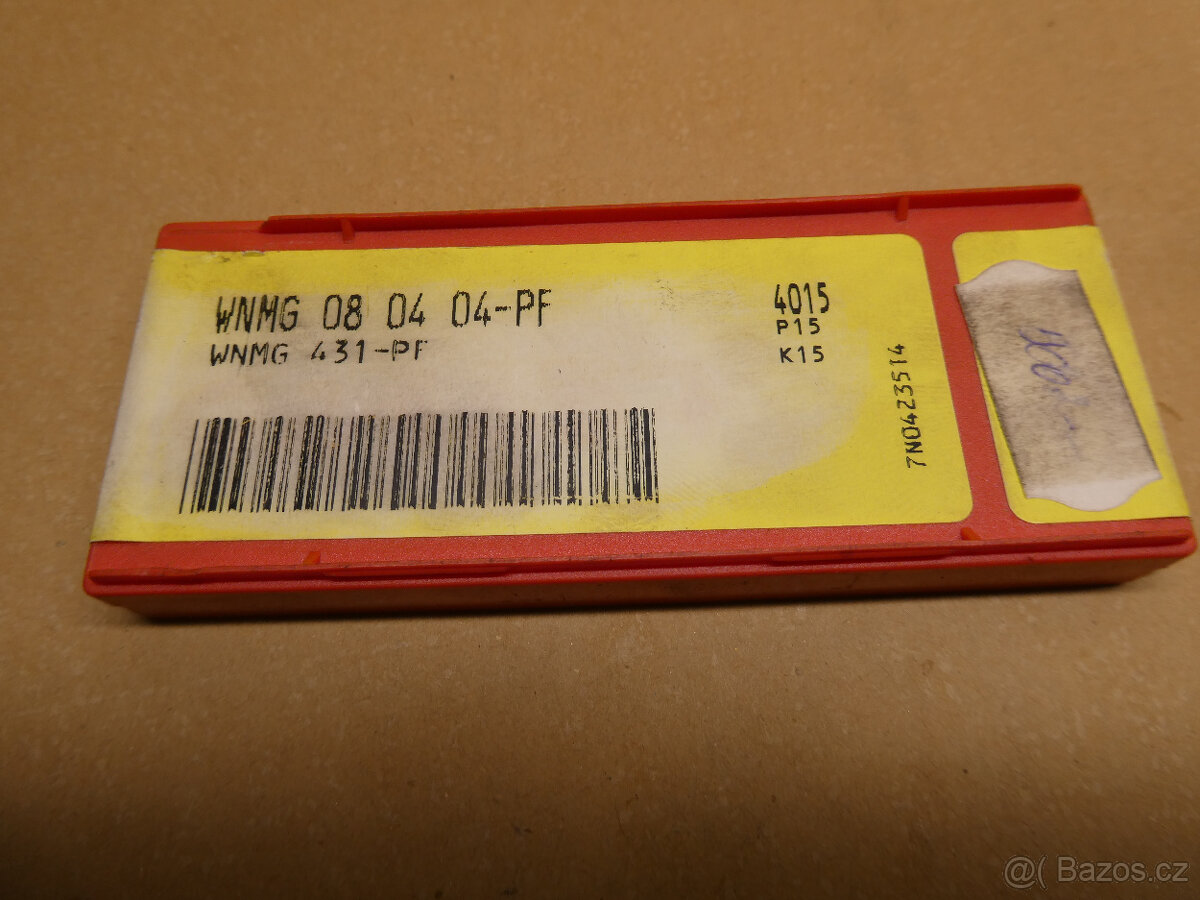 WNMG 08 04 04-PF
WNMG 431-PF
4015
P15
K15
7N0423514
@( Bazos.cz